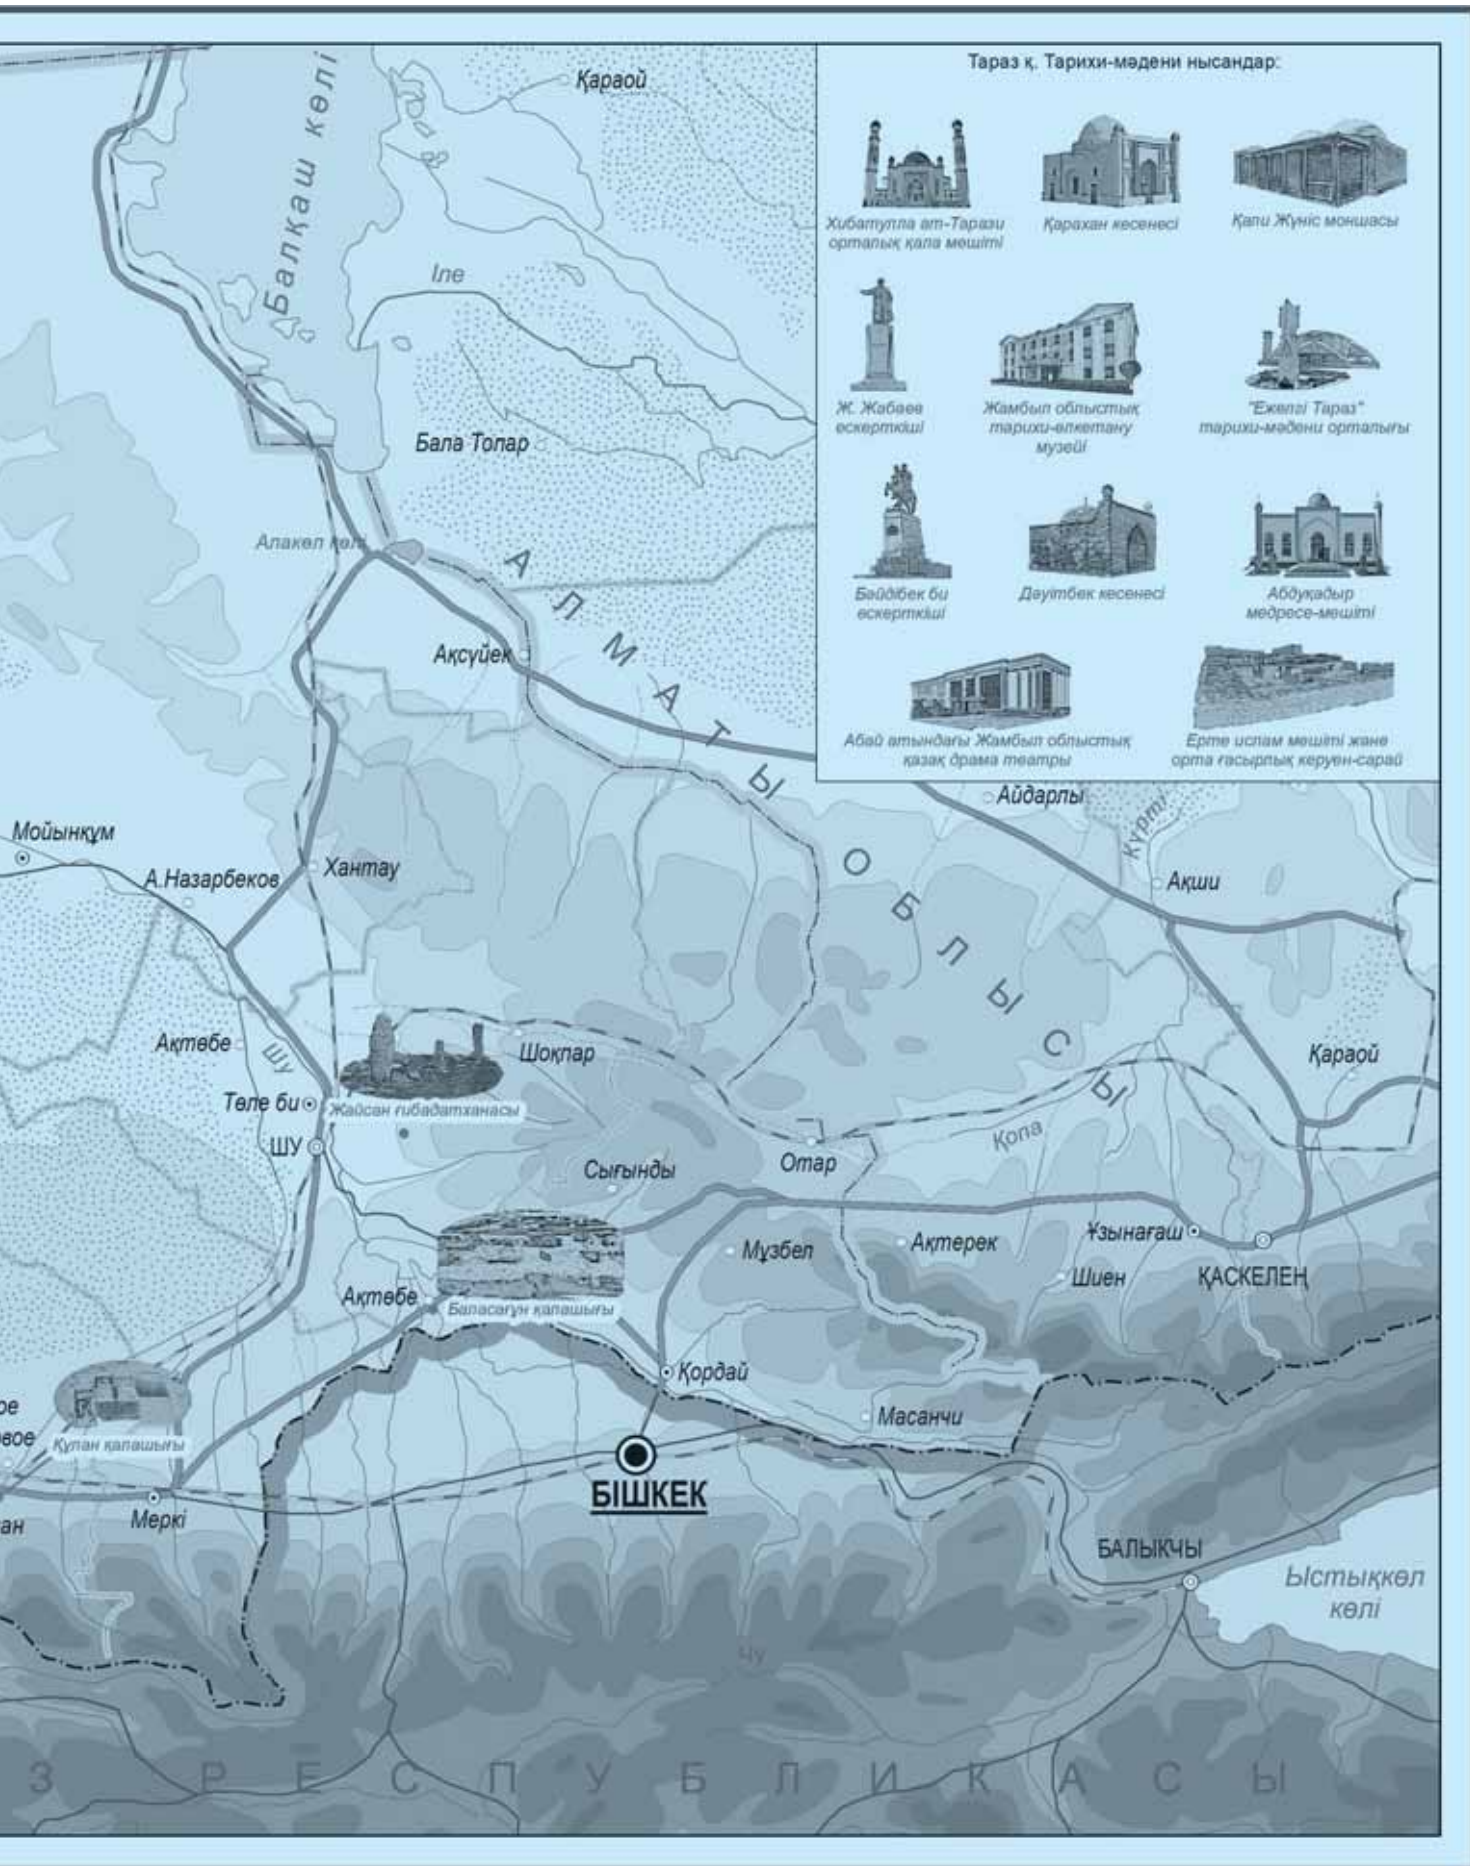 Тараз қ. Тарихи-мәдени нысандар:
Хибатулла ат-Тарази
орталық қала мешіті
Қарахан кесенесі
Қали Жүніс моншасы
Ж. Жабаев
ескерткіші
Жамбыл облыстық
тарихи-өлкетану
музейі
"Ежелгі Тараз"
тарихи-мәдени орталығы
Бәйдібек би
ескерткіші
Дәуітбек кесенесі
Абдуқадыр
медресе-мешіті
Абай атындағы Жамбыл облыстық
қазақ драма театры
Ерте ислам мешіті және
орта ғасырлық керуен-сарай
Балқаш көлі
Қараой
Іле
Бала Топар
Алакөл көлі
АЛМАТЫ ОБЛЫСЫ
Ақсүйек
Айдарлы
Күрті
Мойынқұм
А.Назарбеков
Хантау
Ақши
Ақтөбе
Шу
Шоқпар
Қараой
Төле би
Жайсан ғибадатханасы
ШУ
Қопа
Отар
Сығынды
Мұзбел
Ақтерек
Ұзынағаш
Шиен
ҚАСКЕЛЕҢ
Ақтөбе
Баласағұн қалашығы
Қордай
Масанчи
ое
вое
Құлан қалашығы
БІШКЕК
ан
Меркі
БАЛЫКЧЫ
Ыстықкөл
көлі
Чу
З РЕСПУБЛИКАСЫ